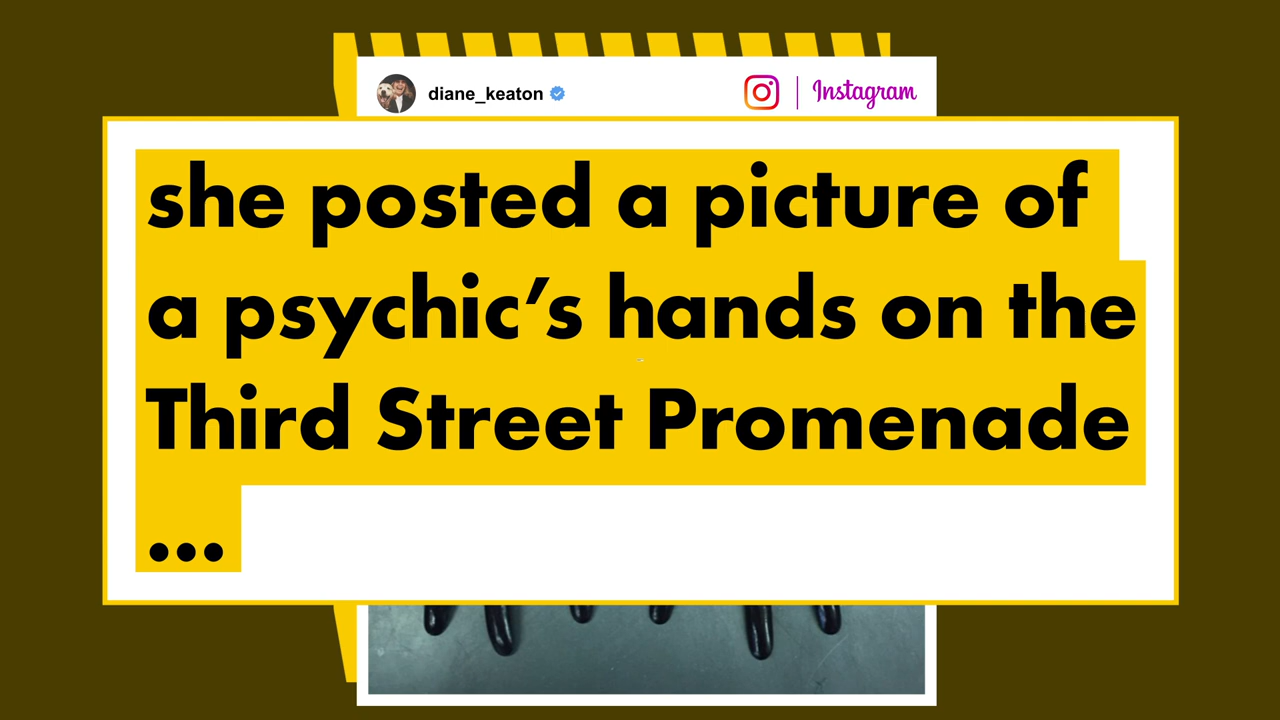 diane_keaton
Instagram
she posted a picture of
a psychic’s hands on the
Third Street Promenade
...